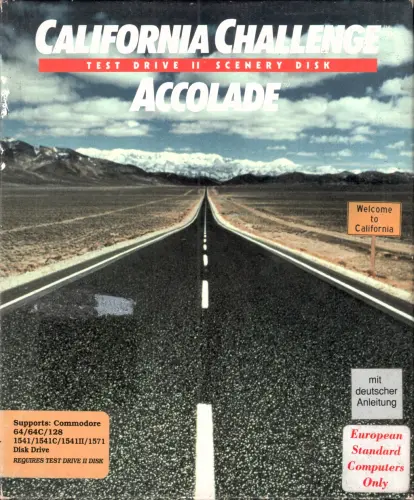 CALIFORNIA CHALLENGE
TEST DRIVE II SCENERY DISK
ACCOLADE
Welcome
to
California
mit
deutscher
Anleitung
Supports: Commodore
64/64C/128
1541/1541C/1541II/1571
Disk Drive
REQUIRES TEST DRIVE II DISK
European
Standard
Computers
Only